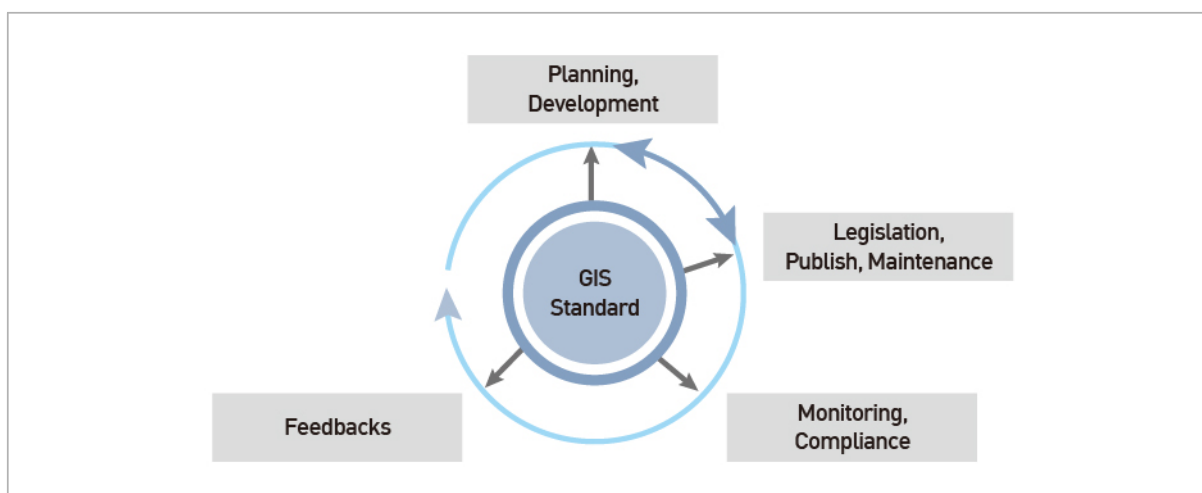 Planning,
Development
Legislation,
Publish, Maintenance
GIS
Standard
Monitoring,
Compliance
Feedbacks